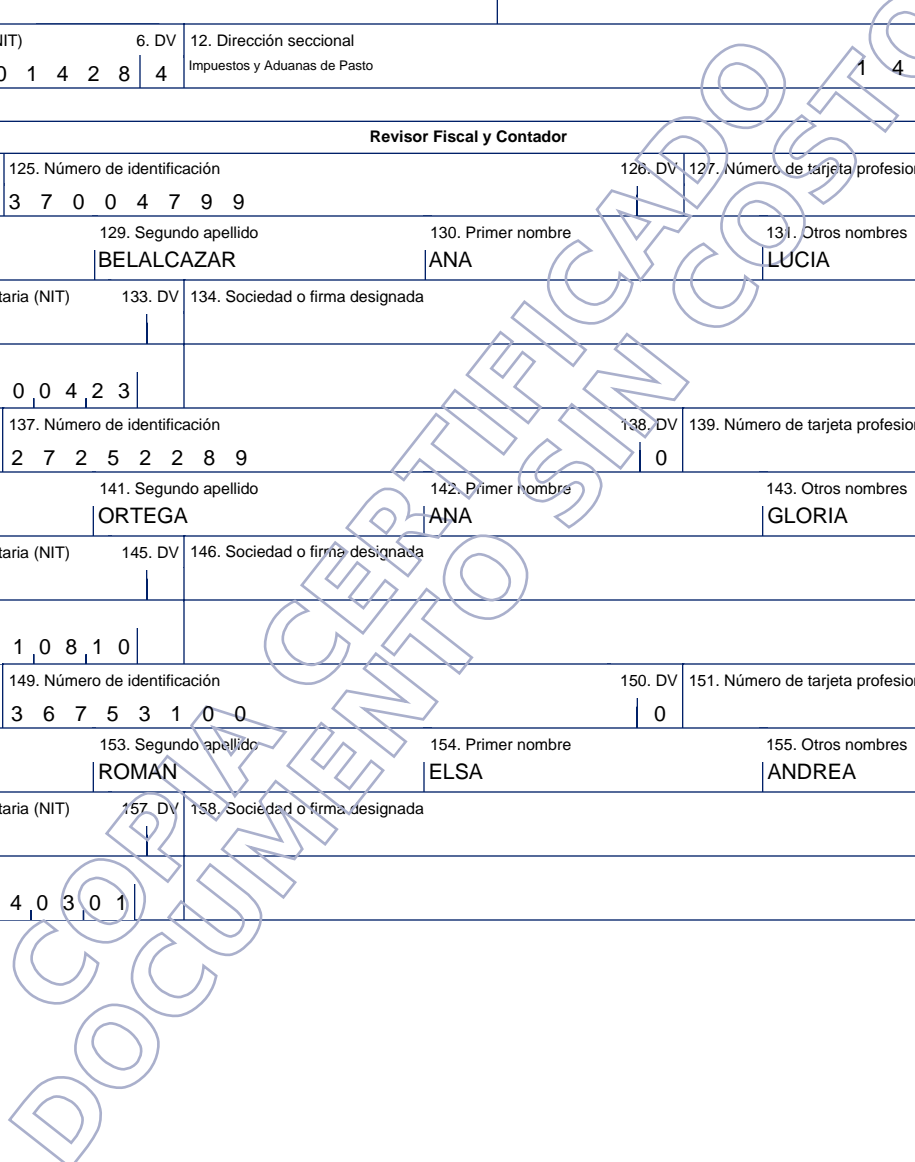 NIT) 6. DV 12. Dirección seccional
0 1 4 2 8 4 Impuestos y Aduanas de Pasto 1 4
Revisor Fiscal y Contador
125. Número de identificación 126. DV 127. Número de tarjeta profesion
3 7 0 0 4 7 9 9
129. Segundo apellido 130. Primer nombre 131. Otros nombres
BELALCAZAR ANA LUCIA
taria (NIT) 133. DV 134. Sociedad o firma designada
0 0 4 2 3
137. Número de identificación 138. DV 139. Número de tarjeta profesion
2 7 2 5 2 2 8 9 0
141. Segundo apellido 142. Primer nombre 143. Otros nombres
ORTEGA ANA GLORIA
taria (NIT) 145. DV 146. Sociedad o firma designada
1 0 8 1 0
149. Número de identificación 150. DV 151. Número de tarjeta profesion
3 6 7 5 3 1 0 0 0
153. Segundo apellido 154. Primer nombre 155. Otros nombres
ROMAN ELSA ANDREA
taria (NIT) 157. DV 158. Sociedad o firma designada
4 0 3 0 1
COPIA CERTIFICADO
DOCUMENTO SIN COSTO